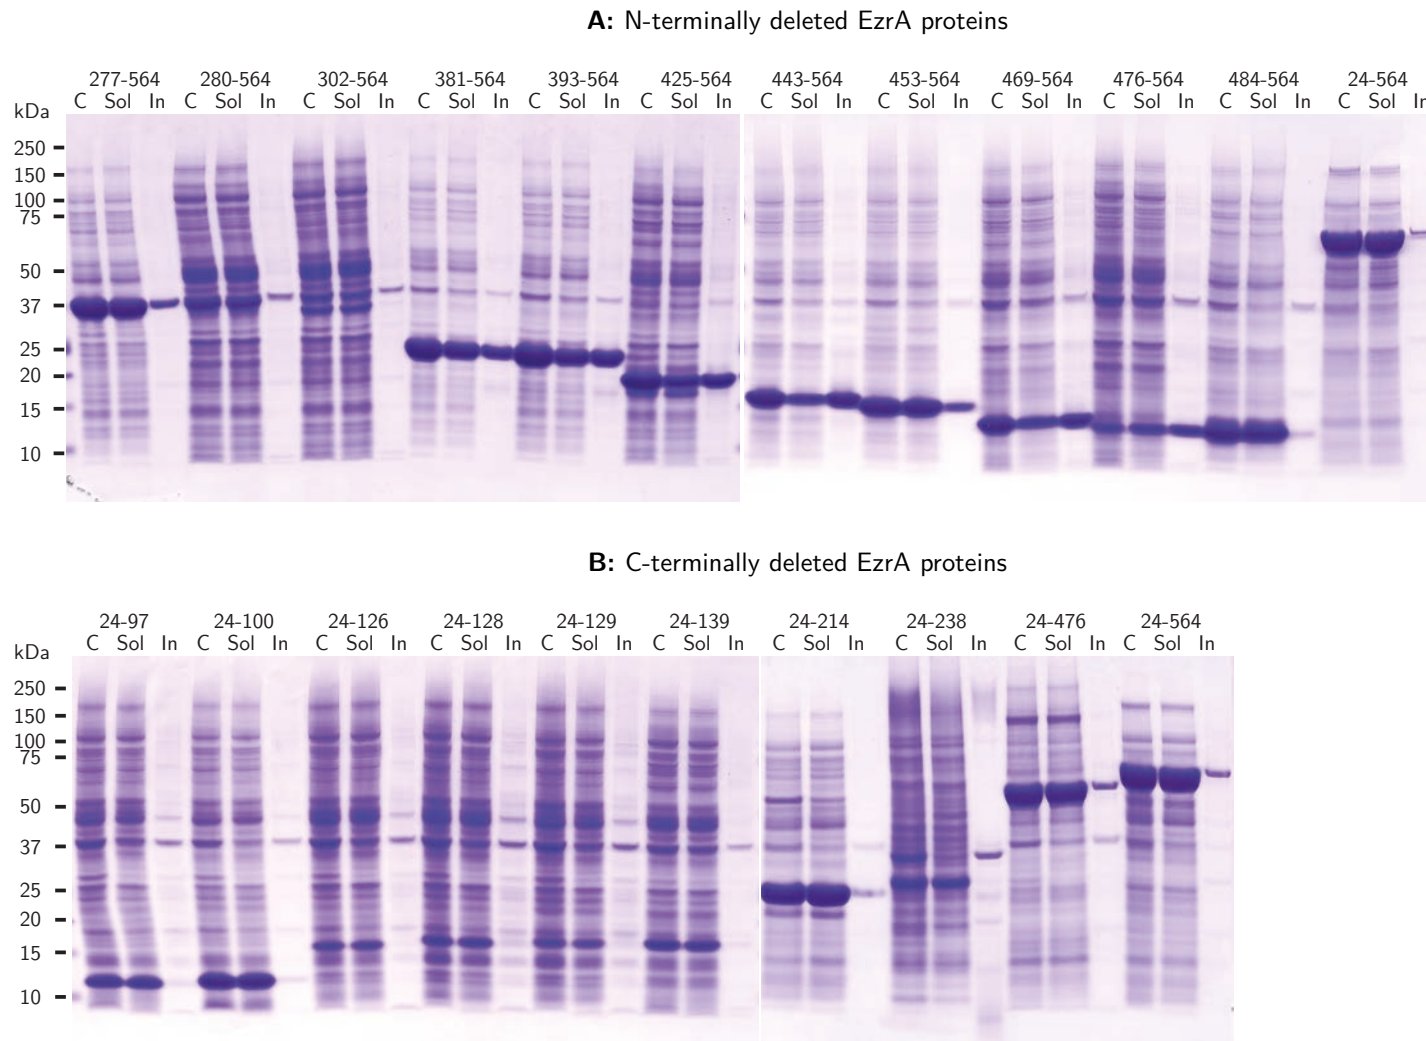 A: N-terminally deleted EzrA proteins
277-564 280-564 302-564 381-564 393-564 425-564 443-564 453-564 469-564 476-564 484-564 24-564
C Sol In C Sol In C Sol In C Sol In C Sol In C Sol In C Sol In C Sol In C Sol In C Sol In C Sol In C Sol In
kDa
250
150
100
75
50
37
25
20
15
10
B: C-terminally deleted EzrA proteins
24-97 24-100 24-126 24-128 24-129 24-139 24-214 24-238 24-476 24-564
C Sol In C Sol In C Sol In C Sol In C Sol In C Sol In C Sol In C Sol In C Sol In C Sol In
kDa
250
150
100
75
50
37
25
20
15
10